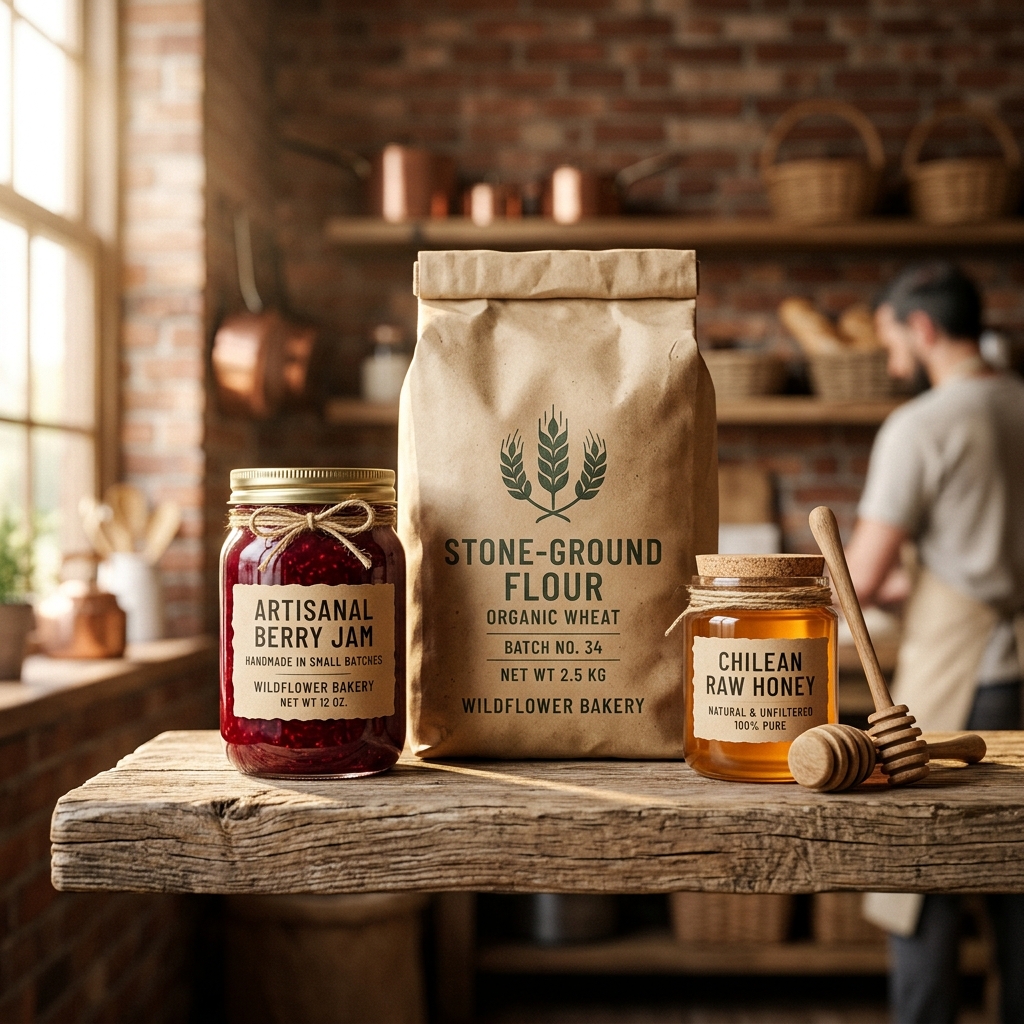 ARTISANAL
BERRY JAM
HANDMADE IN SMALL BATCHES
WILDFLOWER BAKERY
NET WT 12 OZ.
STONE-GROUND
FLOUR
ORGANIC WHEAT
BATCH NO. 34
NET WT 2.5 KG
WILDFLOWER BAKERY
CHILEAN
RAW HONEY
NATURAL & UNFILTERED
100% PURE